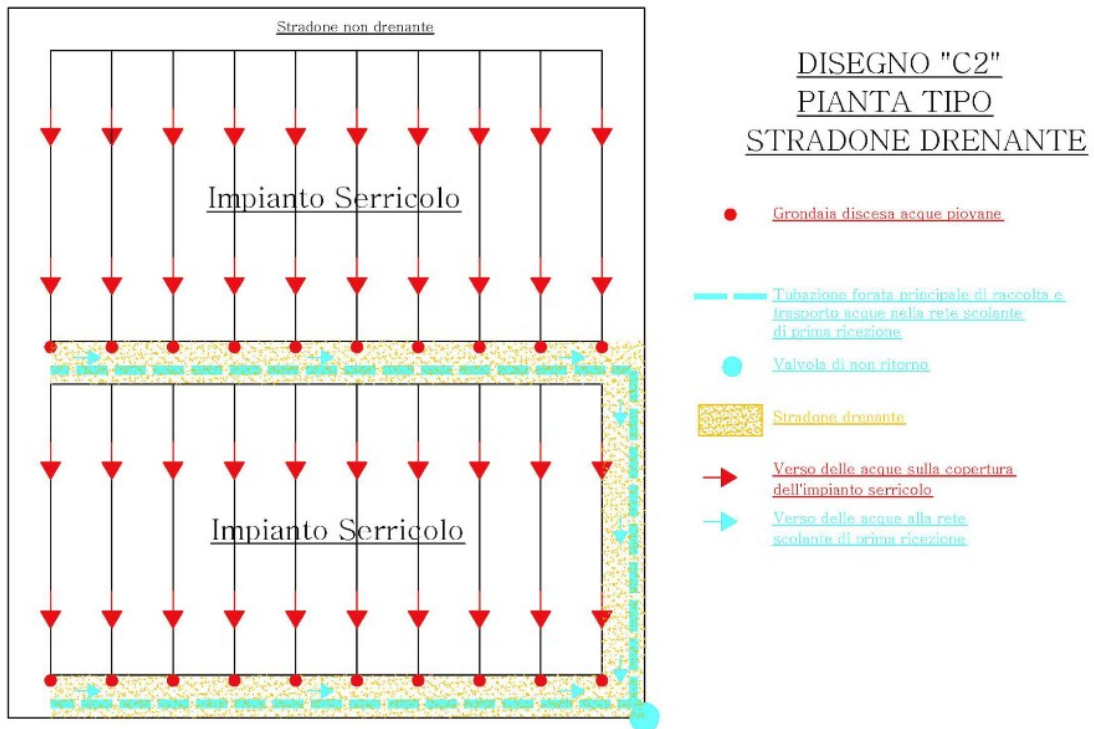 Stradone non drenante
Impianto Serricolo
Impianto Serricolo
DISEGNO "C2"
PIANTA TIPO
STRADONE DRENANTE
Grondaia discesa acque piovane
Tubazione forata principale di raccolta e
trasporto acque nella rete scolante
di prima ricezione
Valvola di non ritorno
Stradone drenante
Verso delle acque sulla copertura
dell'impianto serricolo
Verso delle acque alla rete
scolante di prima ricezione